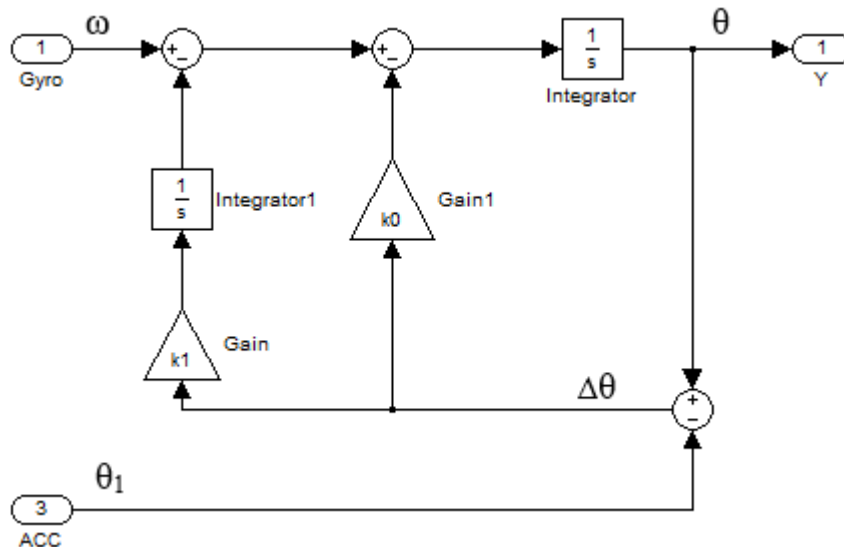 ω
θ
1
+
−
+
−
1
s
1
Gyro
Integrator
Y
1
s
Integrator1
k0
Gain1
k1
Gain
Δθ
+
−
θ₁
3
ACC